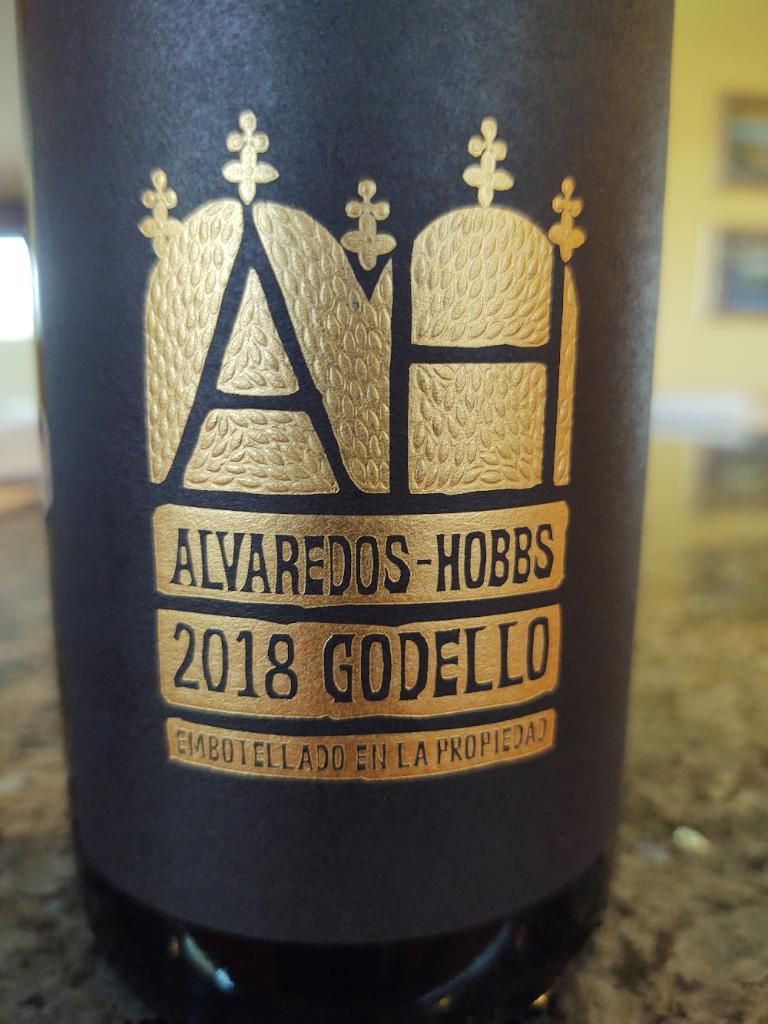 AH
ALVAREDOS-HOBBS
2018 GODELLO
EMBOTELLADO EN LA PROPIEDAD